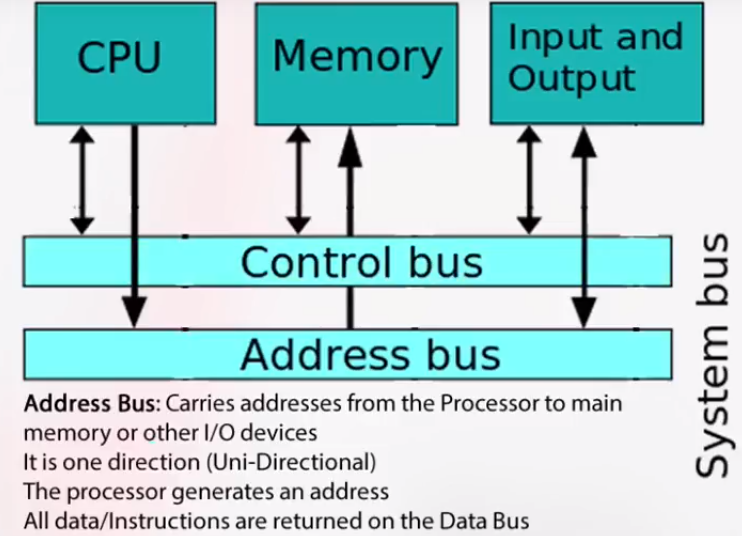 CPU
Memory
Input and
Output
Control bus
Address bus
System bus
Address Bus: Carries addresses from the Processor to main
memory or other I/O devices
It is one direction (Uni-Directional)
The processor generates an address
All data/Instructions are returned on the Data Bus